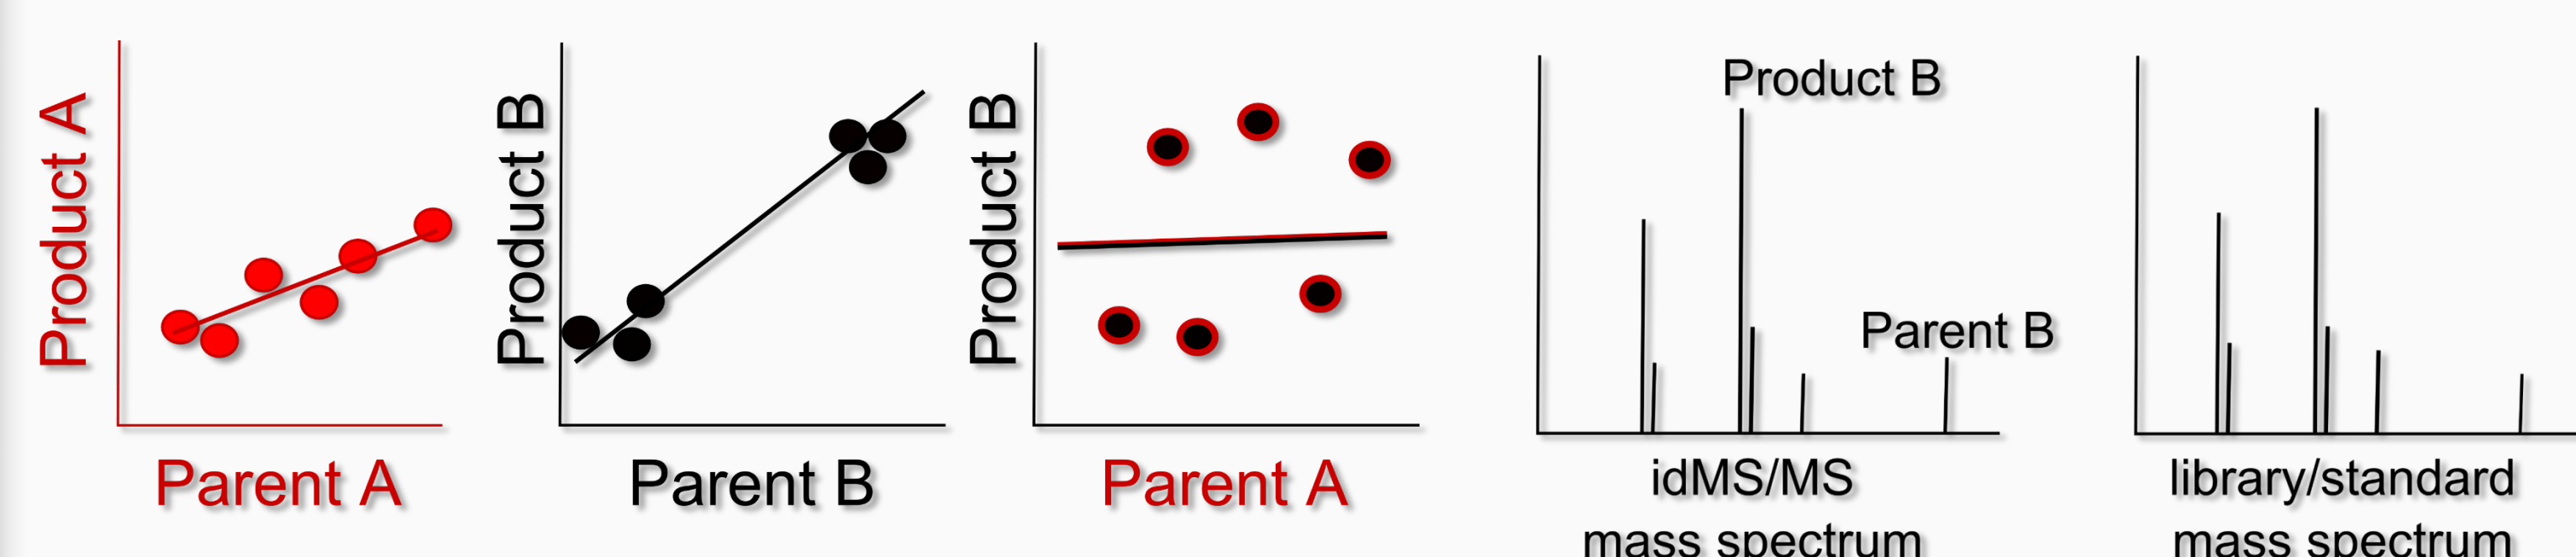 Product A
Parent A
Product B
Parent B
Product B
Parent A
Product B
Parent B
idMS/MS
mass spectrum
library/standard
mass spectrum